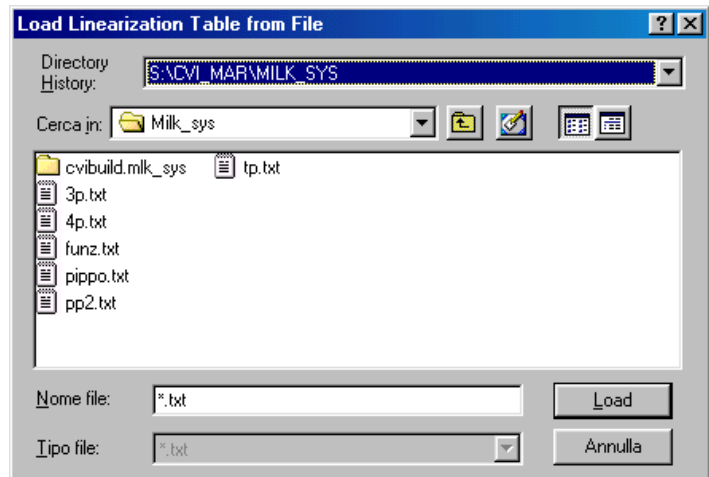 Load Linearization Table from File
Directory History: S:\CVI_MAR\MILK_SYS
Cerca in: Milk_sys
cvibuild.mlk_sys tp.txt
3p.txt
4p.txt
funz.txt
pippo.txt
pp2.txt
Nome file: *.txt Load
Tipo file: *.txt Annulla